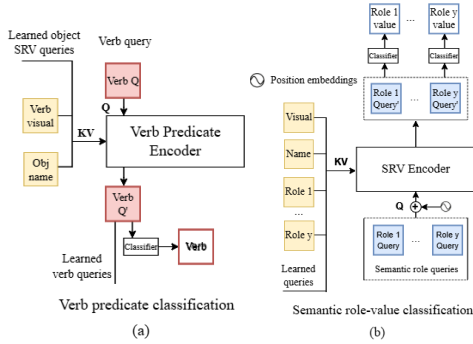 Learned object
SRV queries
Verb query
Verb
visual
Obj
name
KV
Verb Q
Q
Verb Predicate
Encoder
Verb
Q'
Learned
verb queries
Classifier
Verb
Verb predicate classification
(a)
Role 1
value
...
Role y
value
Classifier
Classifier
Position embeddings
Role 1
Query'
...
Role y
Query'
Visual
Name
Role 1
...
Role y
KV
SRV Encoder
Q
Role 1
Query
...
Role y
Query
Semantic role queries
Learned
queries
Semantic role-value classification
(b)